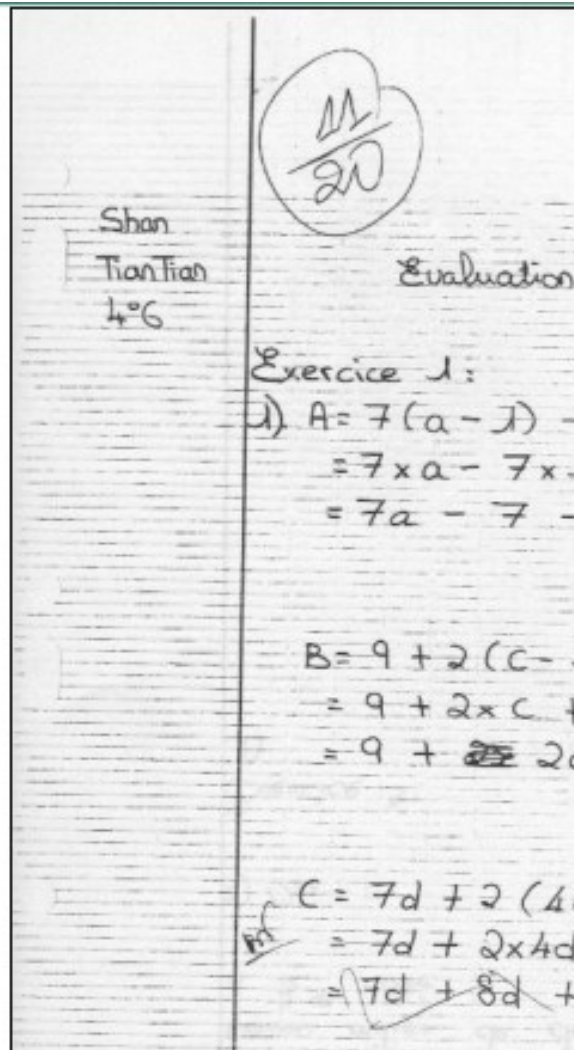 11
20
Shan
TianTian
4°6
Evaluation
Exercice 1:
1) A = 7(a - 1) -
= 7 x a - 7 x
= 7a - 7 -
B = 9 + 2 (c -
= 9 + 2 x c +
= 9 + 2c
C = 7d + 2 (4
= 7d + 2x4d
= 7d + 8d +